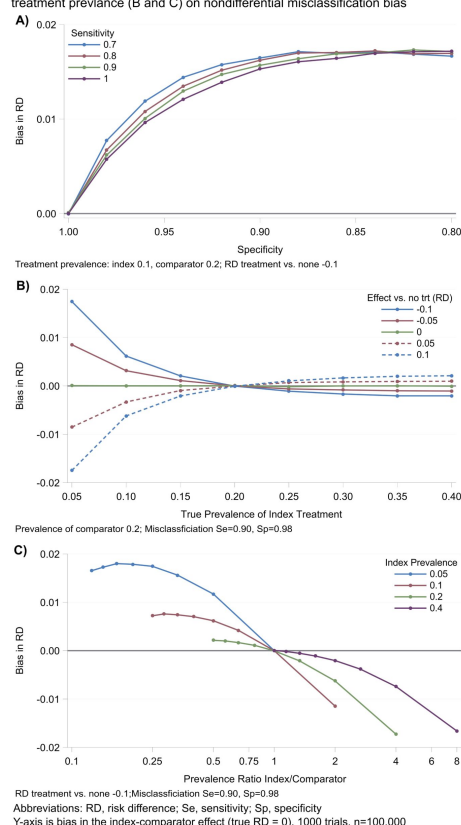 treatment prevlance (B and C) on nondifferential misclassification bias
A)
0.02
0.01
0.00
Bias in RD
Sensitivity
0.7
0.8
0.9
1
1.00 0.95 0.90 0.85 0.80
Specificity
Treatment prevalence: index 0.1, comparator 0.2; RD treatment vs. none -0.1
B)
0.02
0.01
0.00
-0.01
-0.02
Bias in RD
Effect vs. no trt (RD)
-0.1
-0.05
0
0.05
0.1
0.05 0.10 0.15 0.20 0.25 0.30 0.35 0.40
True Prevalence of Index Treatment
Prevalence of comparator 0.2; Misclassficiation Se=0.90, Sp=0.98
C)
0.02
0.01
0.00
-0.01
-0.02
Bias in RD
Index Prevalence
0.05
0.1
0.2
0.4
0.1 0.25 0.5 0.75 1 2 4 6 8
Prevalence Ratio Index/Comparator
RD treatment vs. none -0.1;Misclassficiation Se=0.90, Sp=0.98
Abbreviations: RD, risk difference; Se, sensitivity; Sp, specificity
Y-axis is bias in the index-comparator effect (true RD = 0). 1000 trials, n=100,000